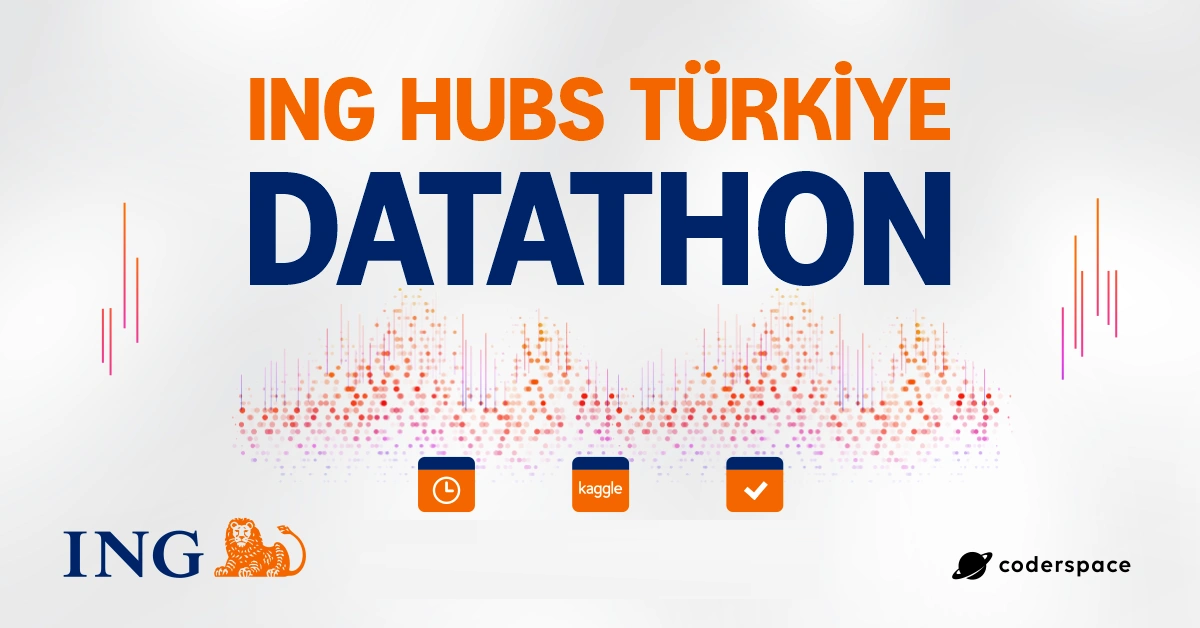 ING HUBS TÜRKİYE
DATATHON
kaggle
ING
coderspace